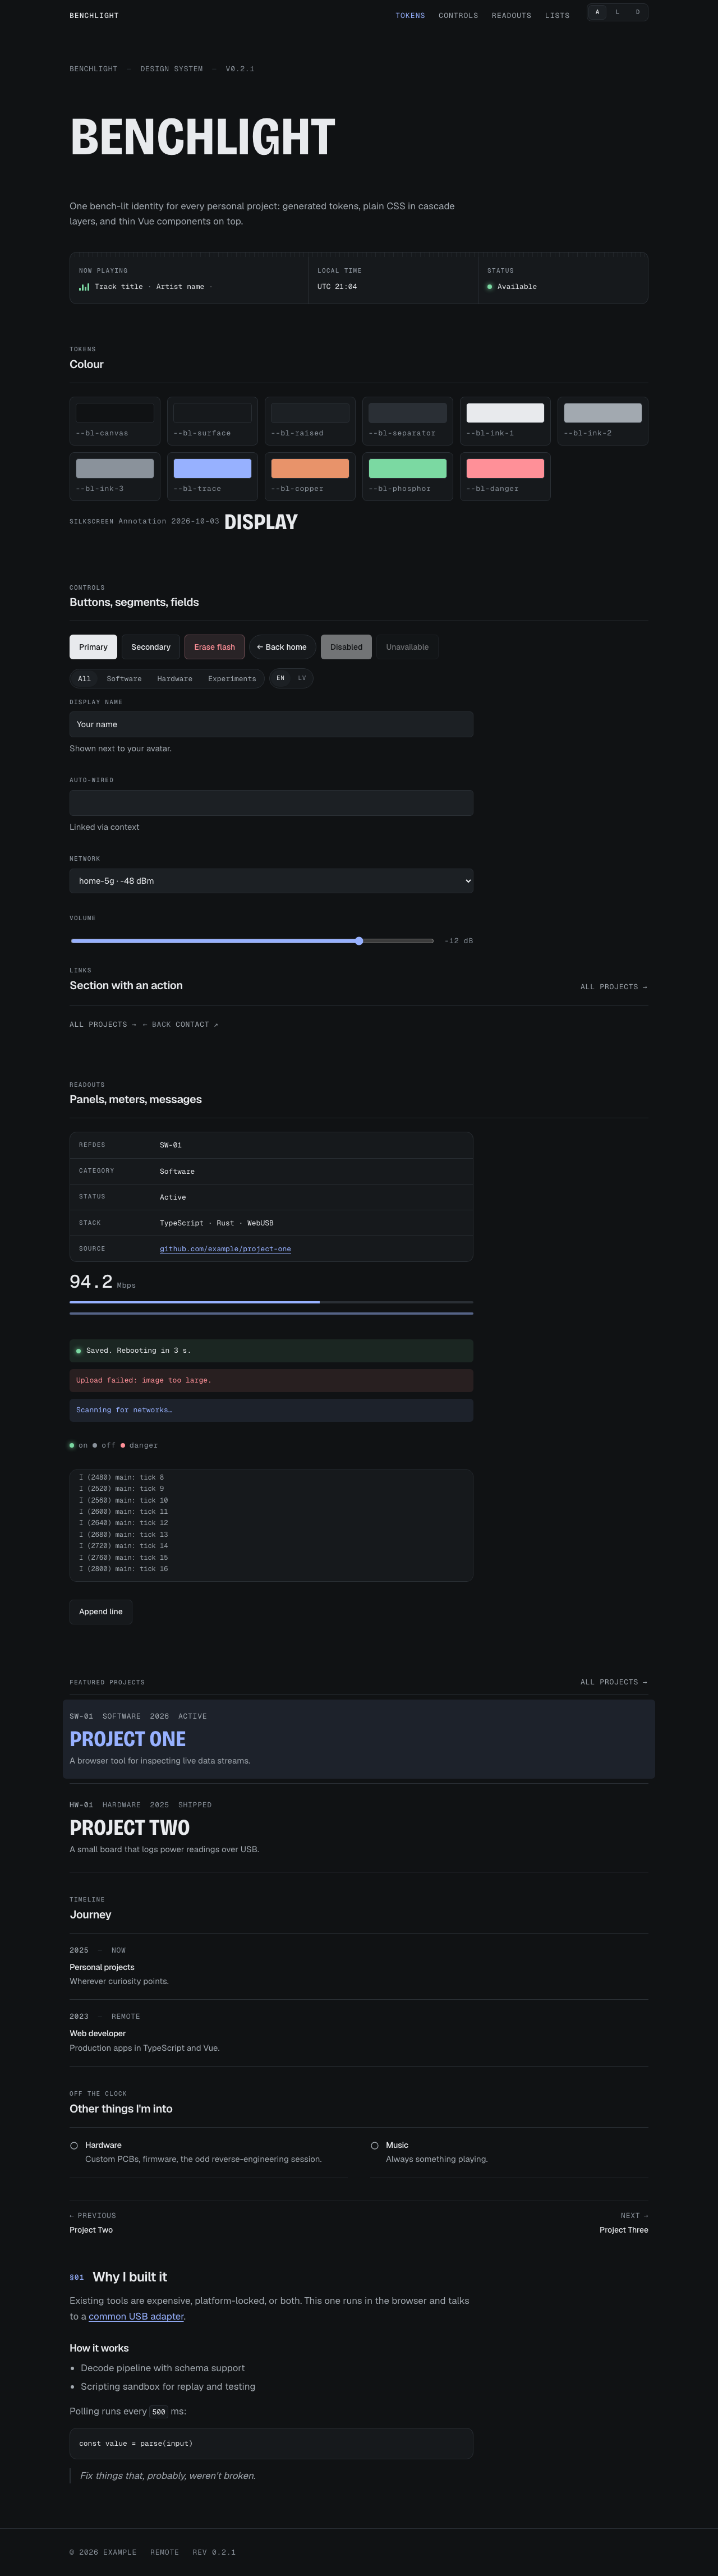 BENCHLIGHT
TOKENS CONTROLS READOUTS LISTS A L D
BENCHLIGHT · DESIGN SYSTEM · V0.2.1
BENCHLIGHT
One bench-lit identity for every personal project: generated tokens, plain CSS in cascade
layers, and thin Vue components on top.
NOW PLAYING
Track title · Artist name ·
LOCAL TIME
UTC 21:04
STATUS
Available
TOKENS
Colour
--bl-canvas --bl-surface --bl-raised --bl-separator --bl-ink-1 --bl-ink-2
--bl-ink-3 --bl-trace --bl-copper --bl-phosphor --bl-danger
SILKSCREEN Annotation 2026-10-03 DISPLAY
CONTROLS
Buttons, segments, fields
Primary Secondary Erase flash ← Back home Disabled Unavailable
All Software Hardware Experiments EN LV
DISPLAY NAME
Your name
Shown next to your avatar.
AUTO-WIRED
Linked via context
NETWORK
home-5g · -48 dBm
VOLUME
-12 dB
LINKS
Section with an action ALL PROJECTS →
ALL PROJECTS → ← BACK CONTACT ↗
READOUTS
Panels, meters, messages
REFDES SW-01
CATEGORY Software
STATUS Active
STACK TypeScript · Rust · WebUSB
SOURCE github.com/example/project-one
94.2 Mbps
Saved. Rebooting in 3 s.
Upload failed: image too large.
Scanning for networks…
on off danger
I (2480) main: tick 8
I (2520) main: tick 9
I (2560) main: tick 10
I (2600) main: tick 11
I (2640) main: tick 12
I (2680) main: tick 13
I (2720) main: tick 14
I (2760) main: tick 15
I (2800) main: tick 16
Append line
FEATURED PROJECTS ALL PROJECTS →
SW-01 SOFTWARE 2026 ACTIVE
PROJECT ONE
A browser tool for inspecting live data streams.
HW-01 HARDWARE 2025 SHIPPED
PROJECT TWO
A small board that logs power readings over USB.
TIMELINE
Journey
2025 · NOW
Personal projects
Wherever curiosity points.
2023 · REMOTE
Web developer
Production apps in TypeScript and Vue.
OFF THE CLOCK
Other things I'm into
Hardware
Custom PCBs, firmware, the odd reverse-engineering session.
Music
Always something playing.
← PREVIOUS
Project Two
NEXT →
Project Three
§01 Why I built it
Existing tools are expensive, platform-locked, or both. This one runs in the browser and talks
to a common USB adapter.
How it works
• Decode pipeline with schema support
• Scripting sandbox for replay and testing
Polling runs every 500 ms:
const value = parse(input)
Fix things that, probably, weren't broken.
© 2026 EXAMPLE REMOTE REV 0.2.1